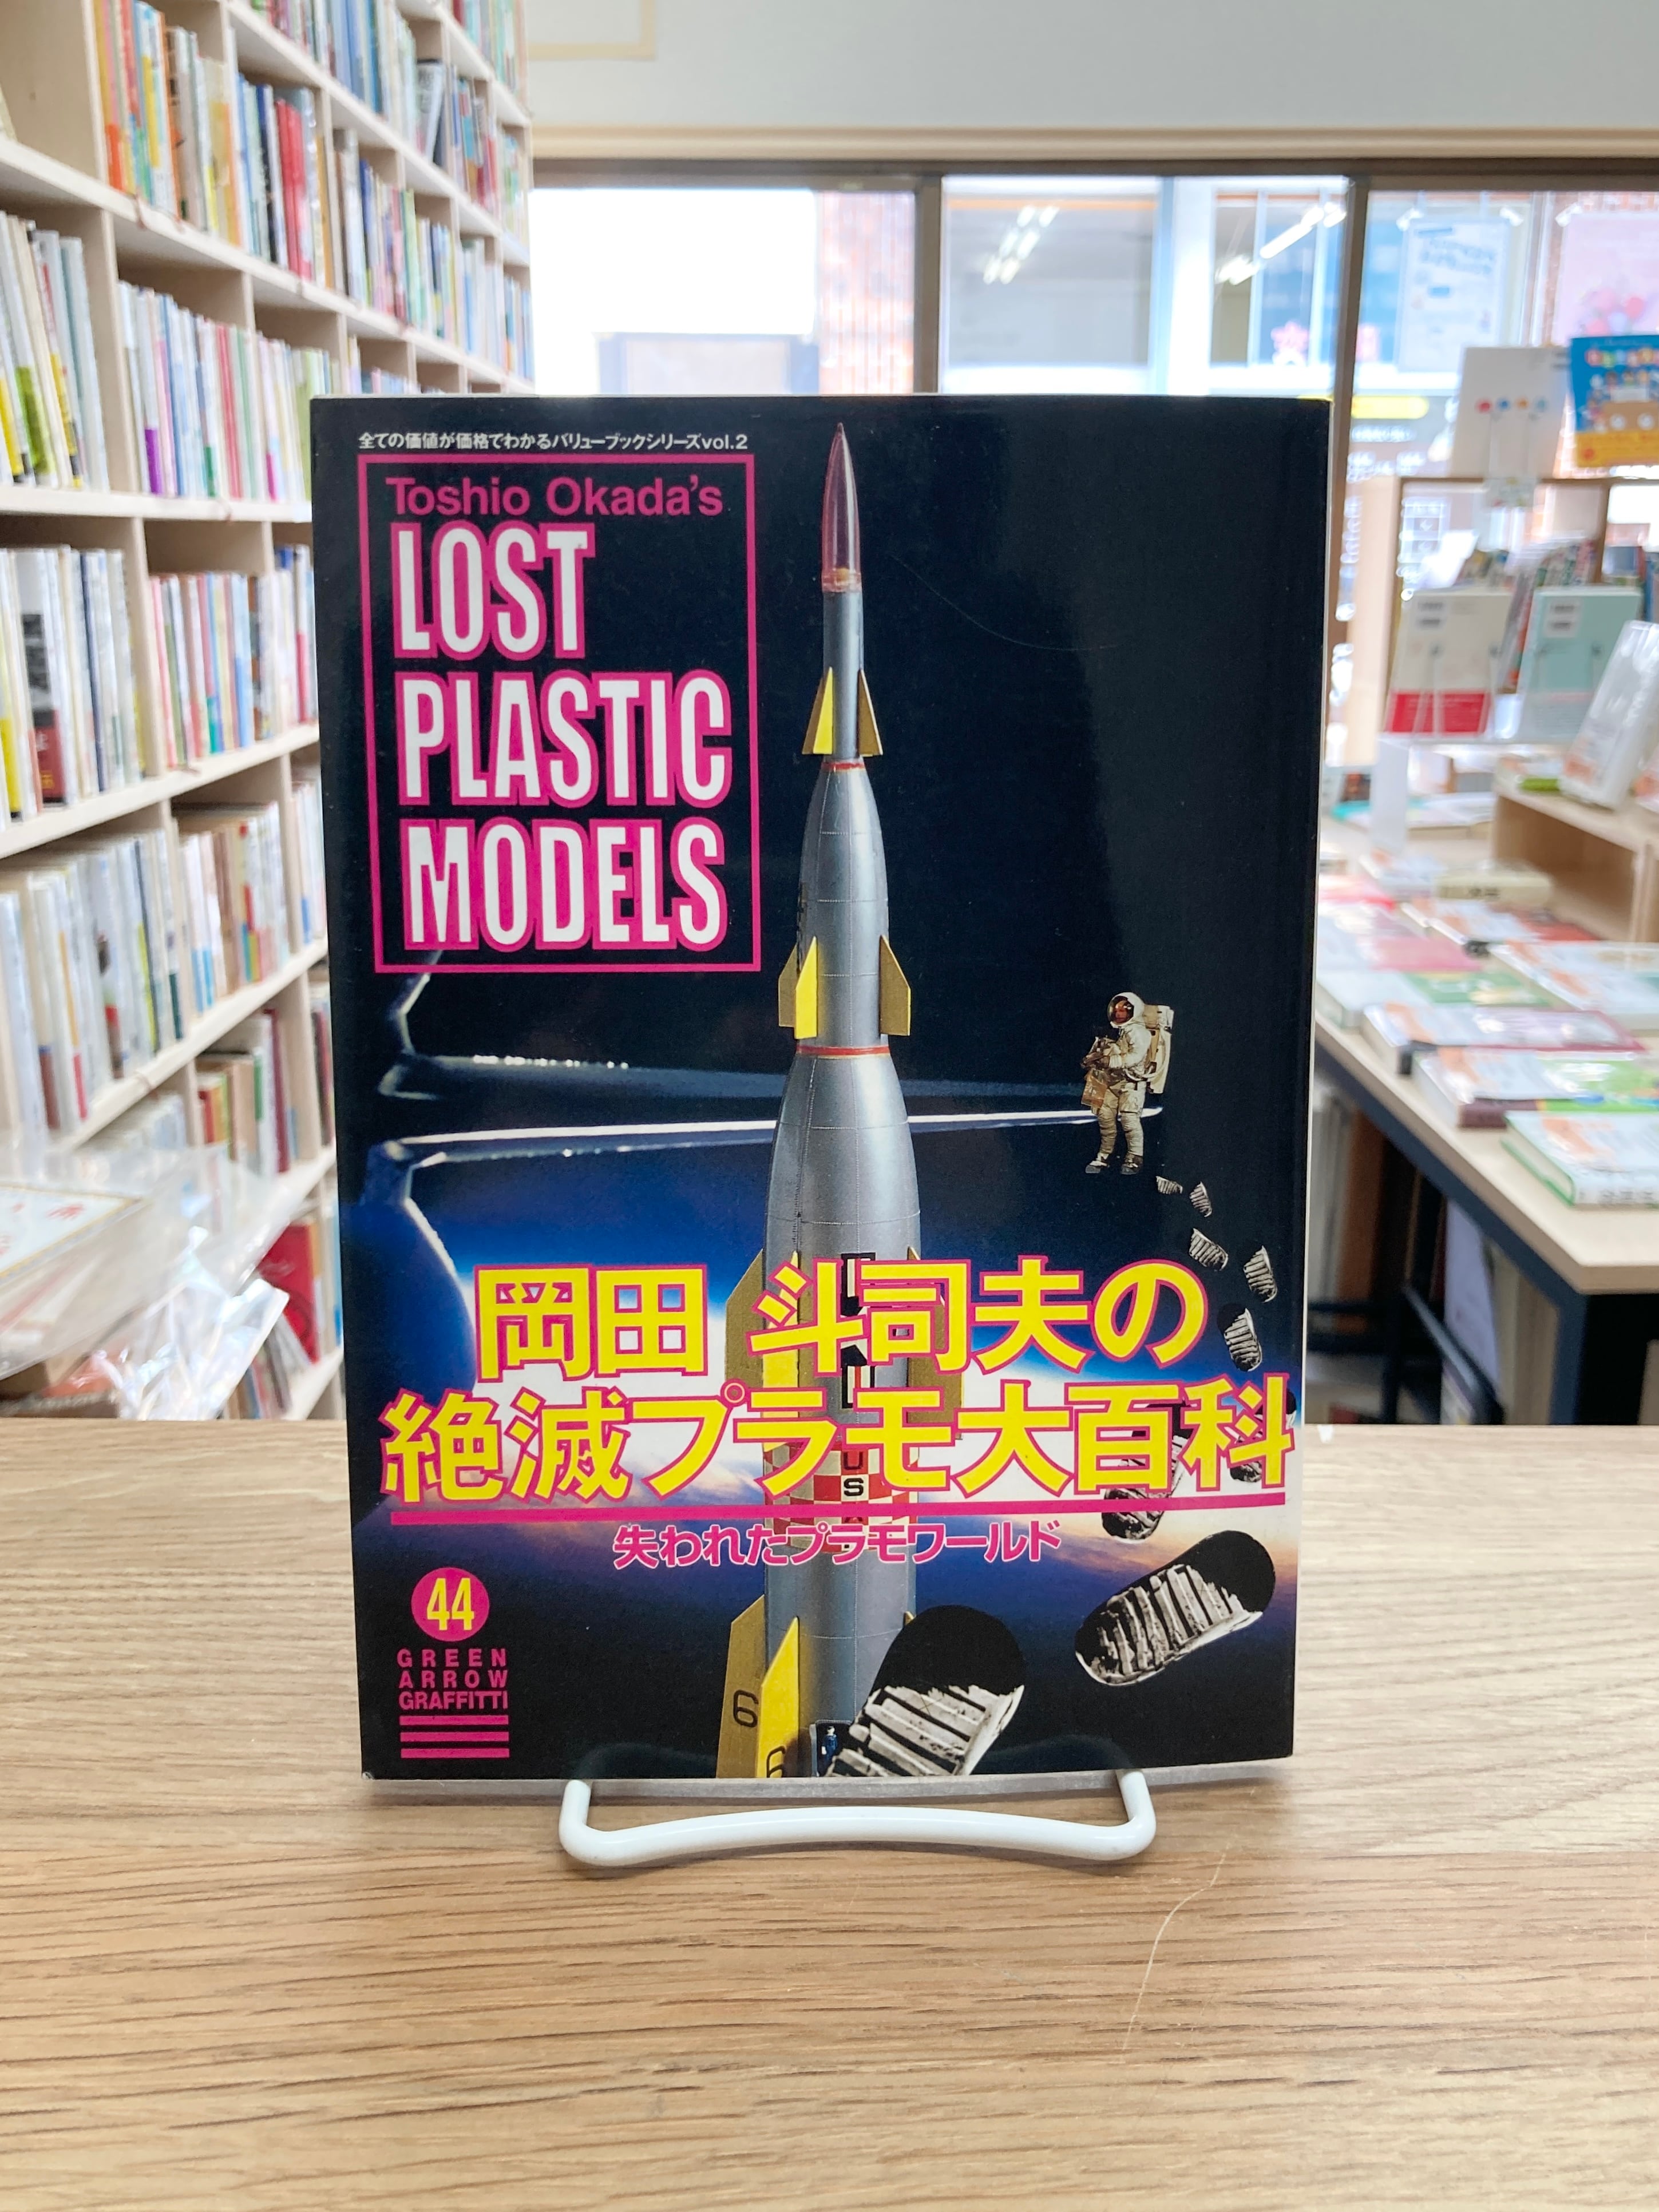 全ての価値が価格でわかるバリューブックシリーズvol.2
Toshio Okada's
LOST
PLASTIC
MODELS
岡田 斗司夫の
絶滅プラモ大百科
USA
失われたプラモワールド
44
GREEN
ARROW
GRAFFITTI
6
6